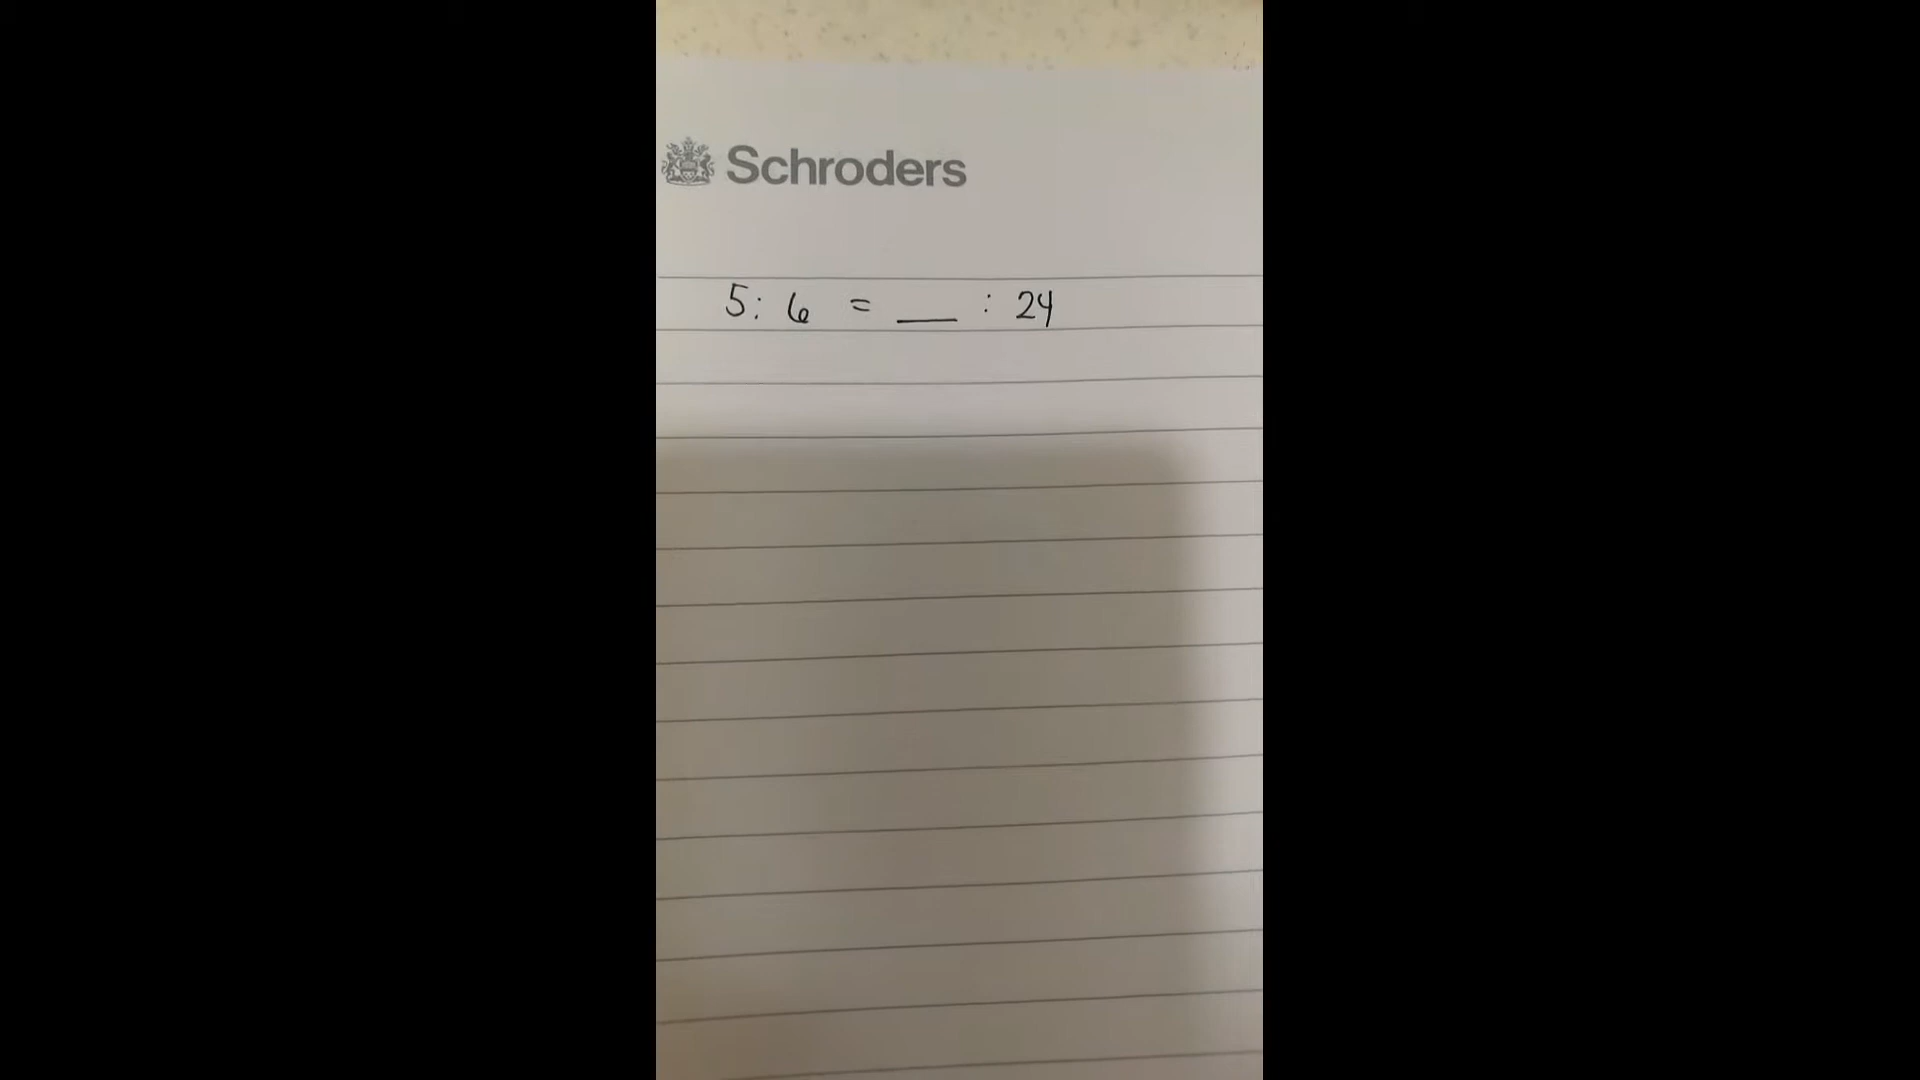 Schroders
5: 6 = ___ : 24